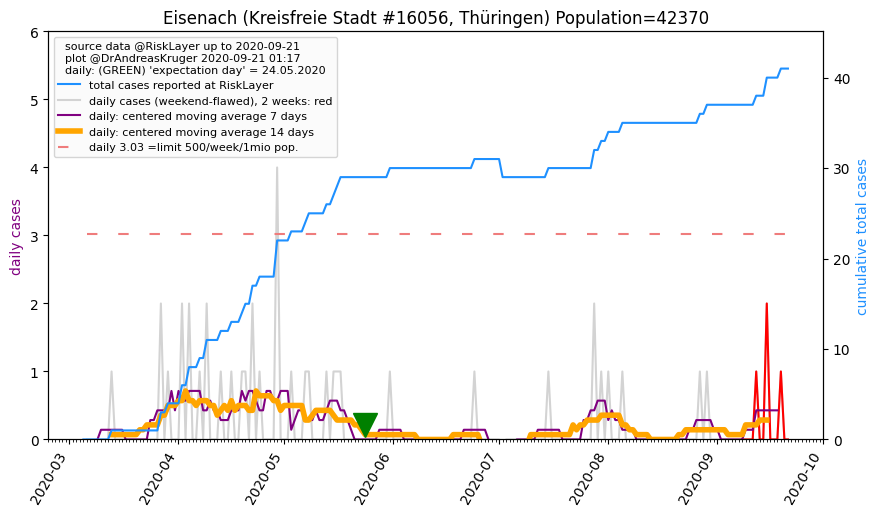 Eisenach (Kreisfreie Stadt #16056, Thüringen) Population=42370
source data @RiskLayer up to 2020-09-21
plot @DrAndreasKruger 2020-09-21 01:17
daily: (GREEN) 'expectation day' = 24.05.2020
total cases reported at RiskLayer
daily cases (weekend-flawed), 2 weeks: red
daily: centered moving average 7 days
daily: centered moving average 14 days
daily 3.03 =limit 500/week/1mio pop.
daily cases
6
5
4
3
2
1
0
cumulative total cases
40
30
20
10
0
2020-03
2020-04
2020-05
2020-06
2020-07
2020-08
2020-09
2020-10